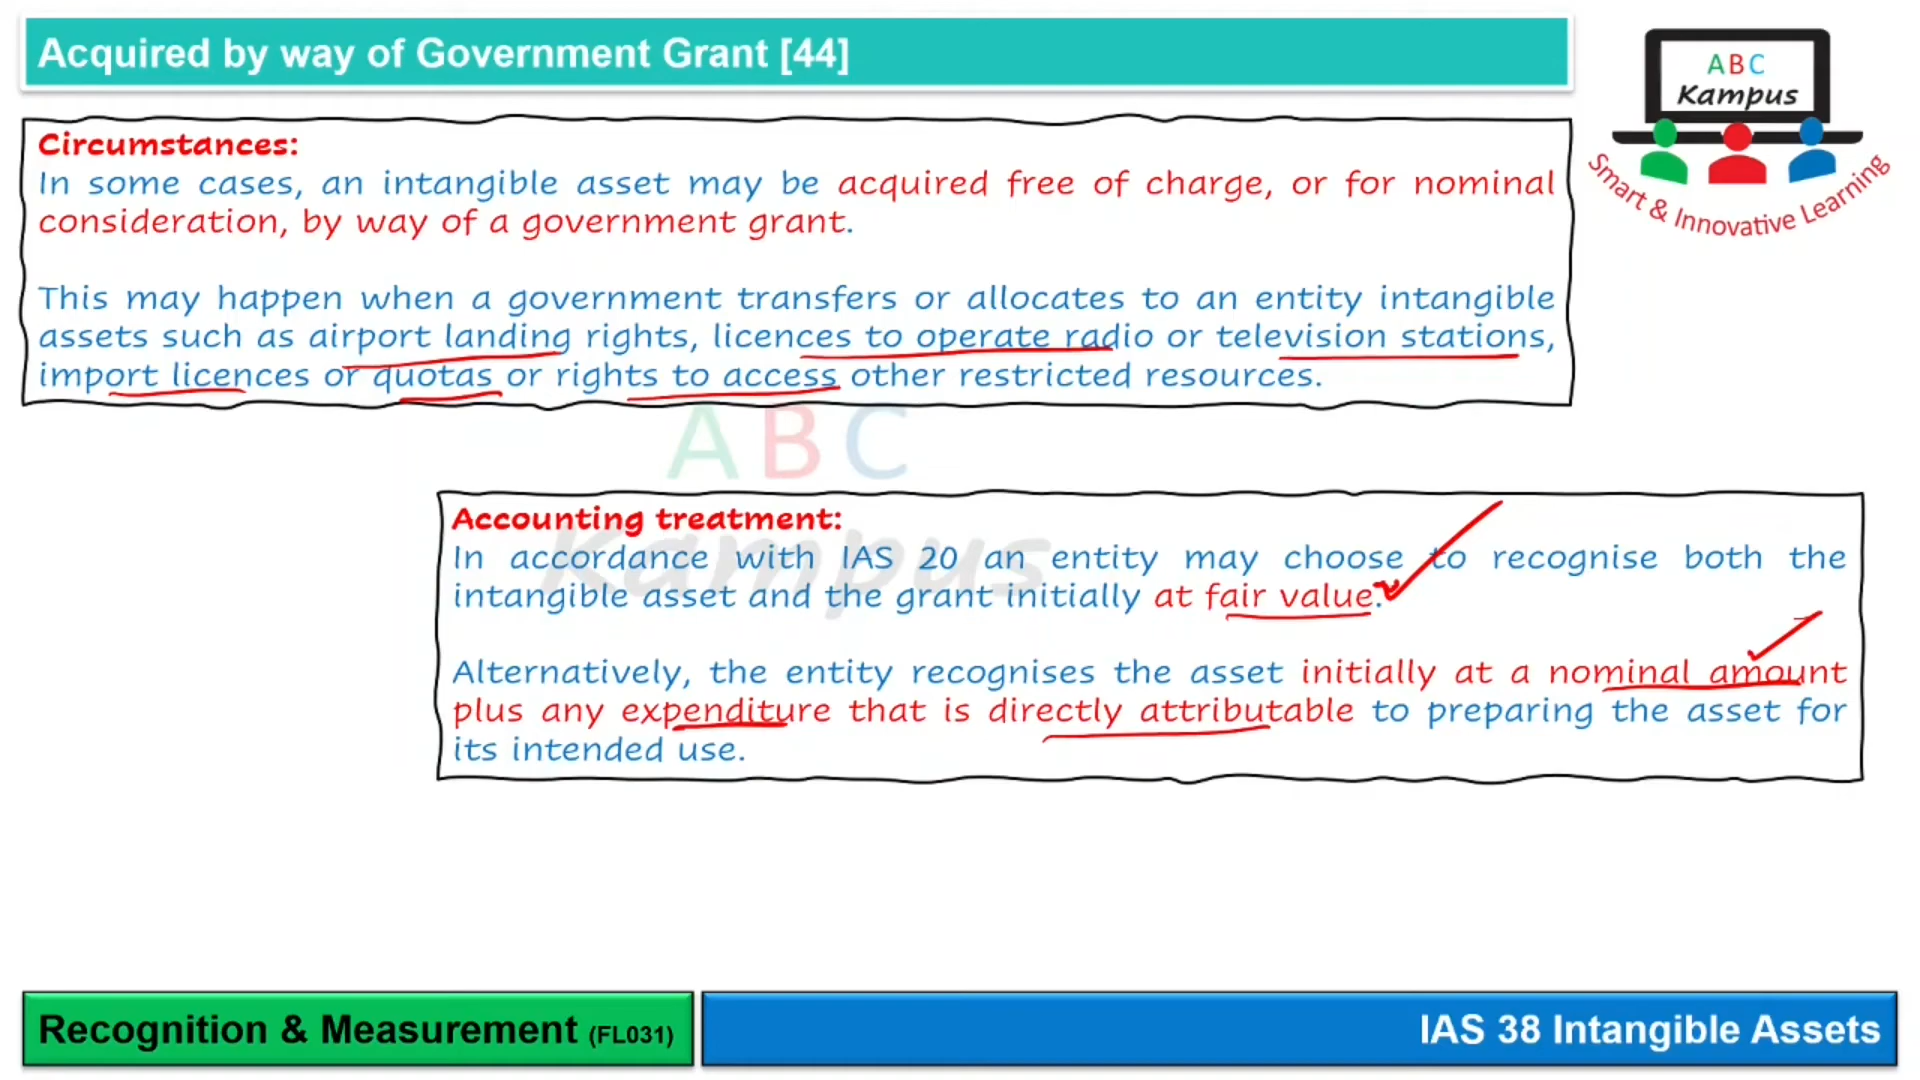 Acquired by way of Government Grant [44]
ABC
Kampus
Smart & Innovative Learning
Circumstances:
In some cases, an intangible asset may be acquired free of charge, or for nominal
consideration, by way of a government grant.
This may happen when a government transfers or allocates to an entity intangible
assets such as airport landing rights, licences to operate radio or television stations,
import licences or quotas or rights to access other restricted resources.
ABC
Kampus
Accounting treatment:
In accordance with IAS 20 an entity may choose to recognise both the
intangible asset and the grant initially at fair value.
Alternatively, the entity recognises the asset initially at a nominal amount
plus any expenditure that is directly attributable to preparing the asset for
its intended use.
Recognition & Measurement (FL031)
IAS 38 Intangible Assets